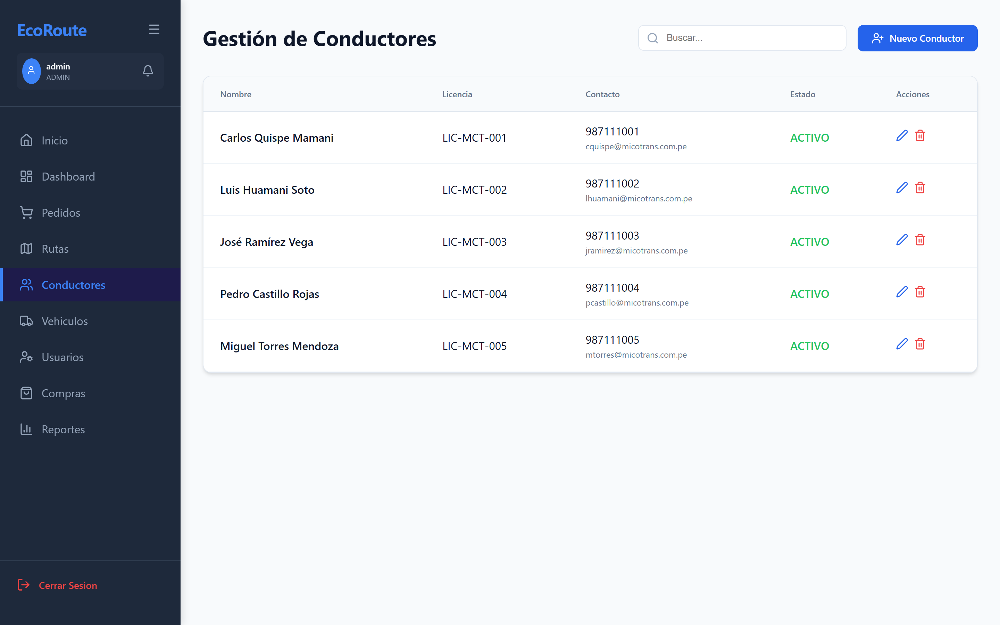 EcoRoute
admin
ADMIN
Inicio
Dashboard
Pedidos
Rutas
Conductores
Vehiculos
Usuarios
Compras
Reportes
Cerrar Sesion
Gestión de Conductores
Buscar...
Nuevo Conductor
Nombre Licencia Contacto Estado Acciones
Carlos Quispe Mamani LIC-MCT-001 987111001 ACTIVO
cquispe@micotrans.com.pe
Luis Huamani Soto LIC-MCT-002 987111002 ACTIVO
lhuamani@micotrans.com.pe
José Ramírez Vega LIC-MCT-003 987111003 ACTIVO
jramirez@micotrans.com.pe
Pedro Castillo Rojas LIC-MCT-004 987111004 ACTIVO
pcastillo@micotrans.com.pe
Miguel Torres Mendoza LIC-MCT-005 987111005 ACTIVO
mtorres@micotrans.com.pe